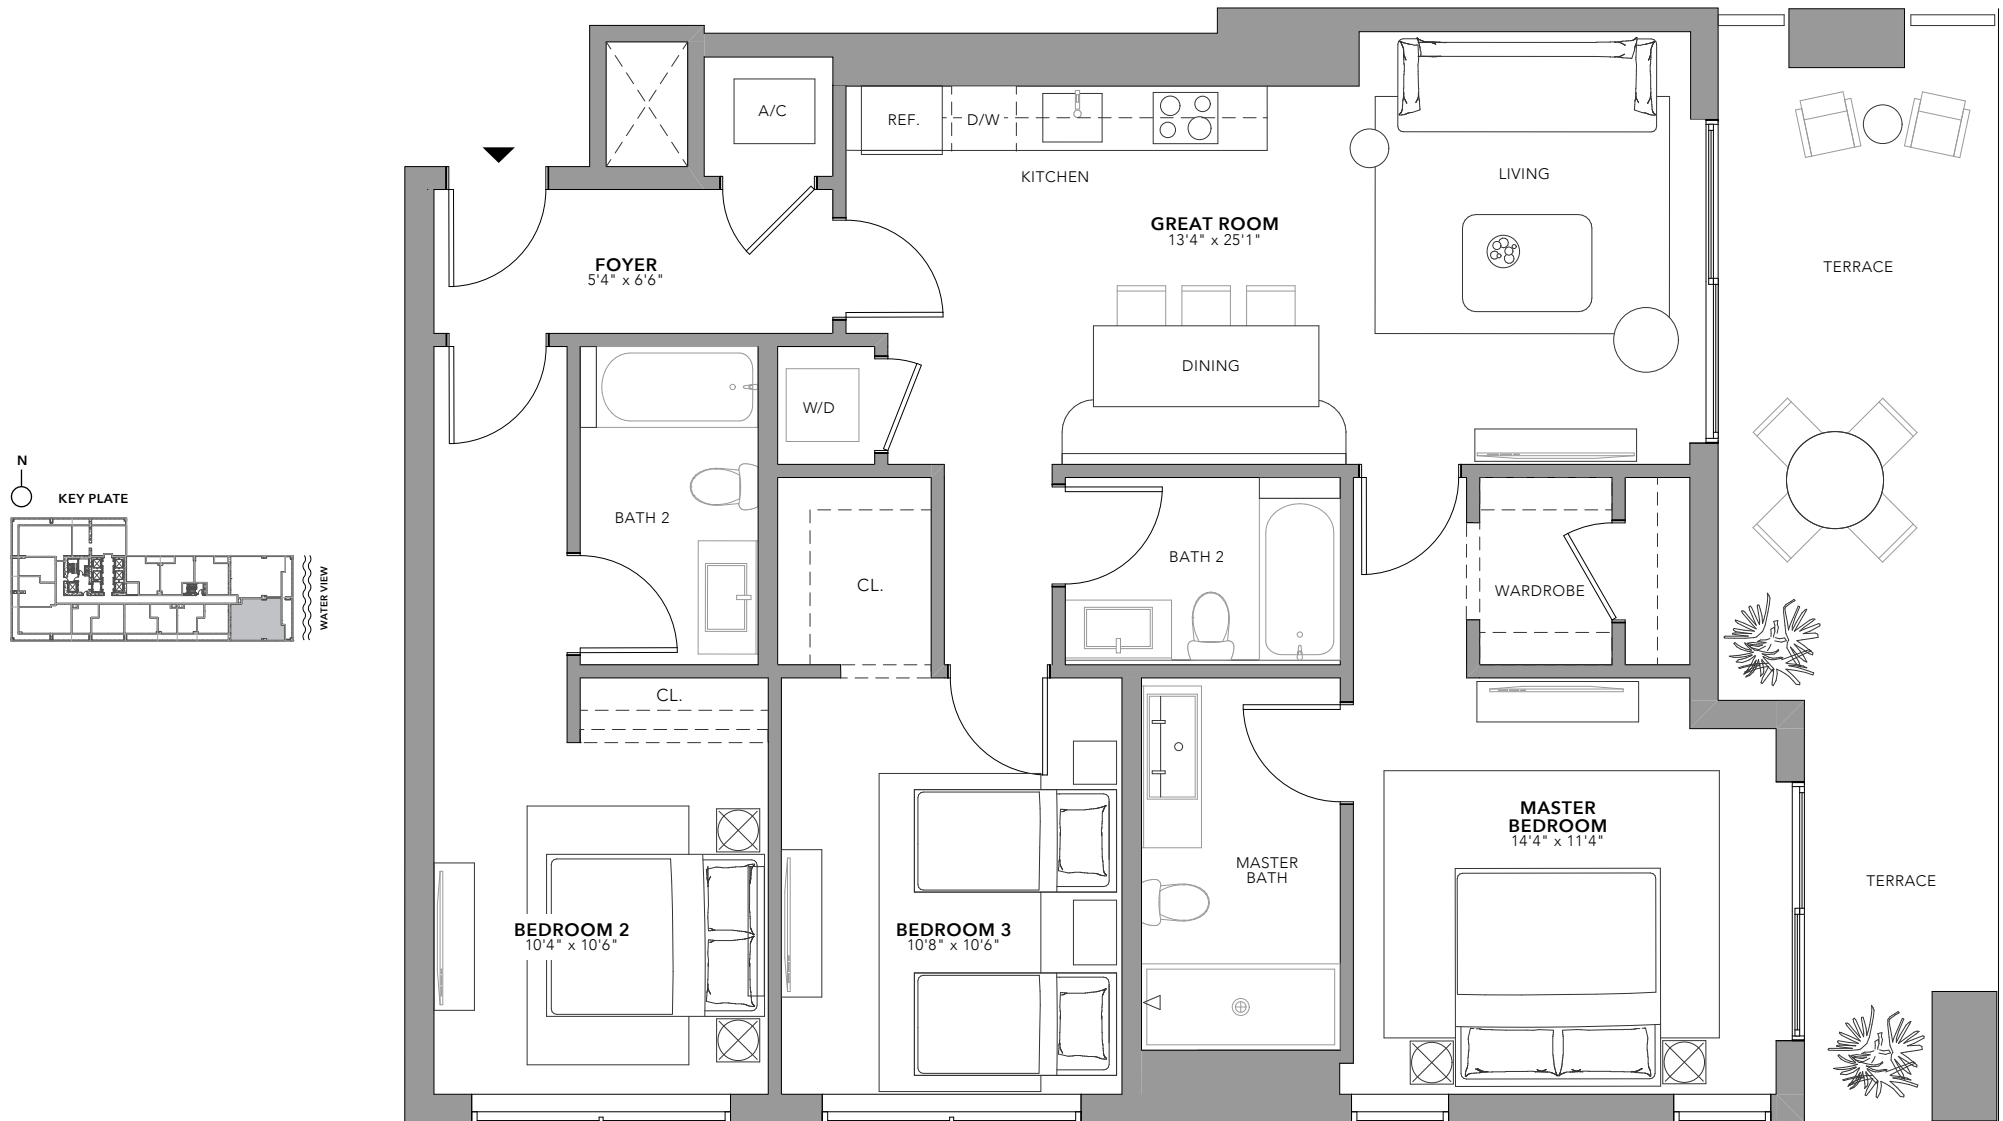 A/C
REF.
D/W
KITCHEN
LIVING
GREAT ROOM
13'4" x 25'1"
FOYER
5'4" x 6'6"
TERRACE
DINING
W/D
N
KEY PLATE
WATER VIEW
BATH 2
CL.
BATH 2
WARDROBE
CL.
MASTER
BEDROOM
14'4" x 11'4"
MASTER
BATH
TERRACE
BEDROOM 2
10'4" x 10'6"
BEDROOM 3
10'8" x 10'6"